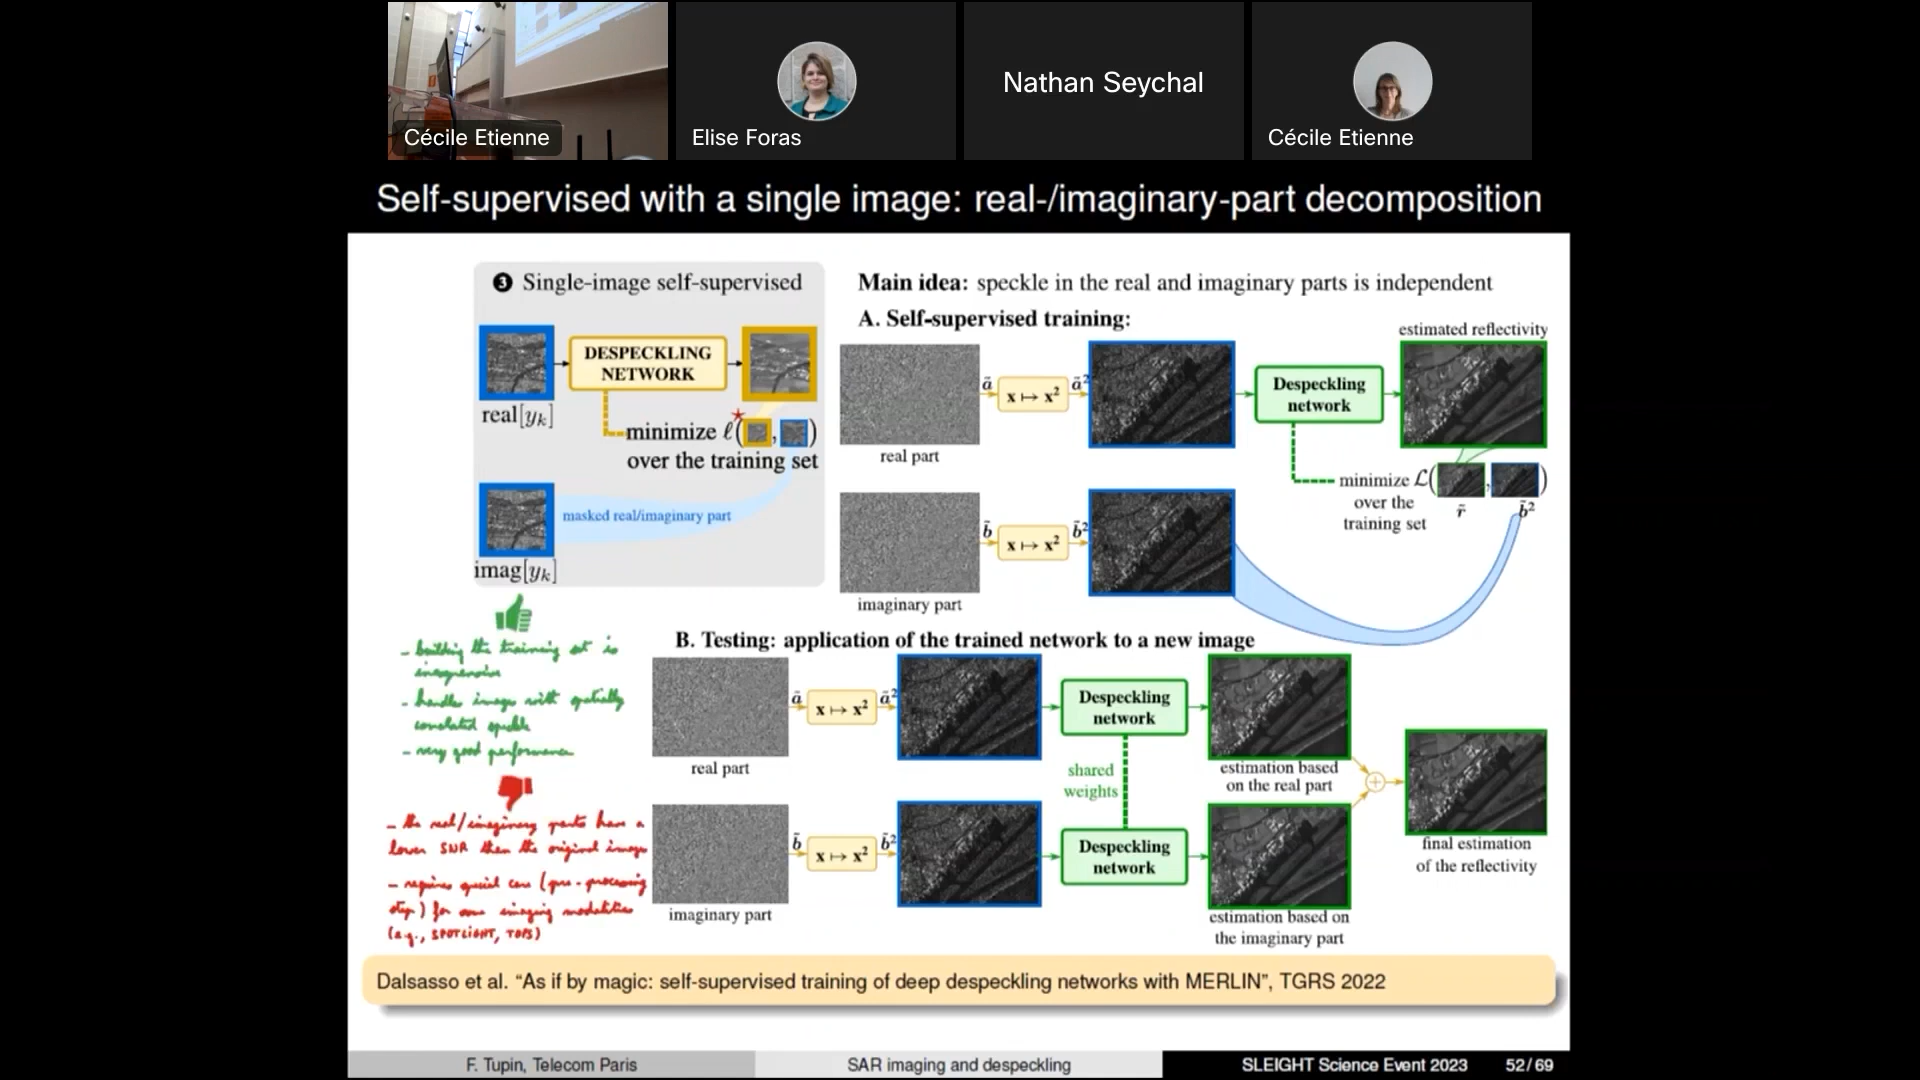 Cécile Etienne
Elise Foras
Nathan Seychal
Cécile Etienne
Self-supervised with a single image: real-/imaginary-part decomposition
❸ Single-image self-supervised
DESPECKLING
NETWORK
real[yₖ]
minimize ℓ( , )
over the training set
masked real/imaginary part
imag[yₖ]
- building the training set is
inexpensive
- handles images with spatially
correlated speckle
- very good performance
- the real/imaginary parts have a
lower SNR than the original image
- requires special care (pre-processing
step) for some imaging modalities
(e.g., SPOTLIGHT, TOPS)
Main idea: speckle in the real and imaginary parts is independent
A. Self-supervised training:
real part
ã
x ↦ x²
ã²
Despeckling
network
estimated reflectivity
minimize ℒ( , )
over the
training set
r̃
b̃²
imaginary part
b̃
x ↦ x²
b̃²
B. Testing: application of the trained network to a new image
real part
ã
x ↦ x²
ã²
Despeckling
network
estimation based
on the real part
shared
weights
imaginary part
b̃
x ↦ x²
b̃²
Despeckling
network
estimation based on
the imaginary part
+
final estimation
of the reflectivity
Dalsasso et al. “As if by magic: self-supervised training of deep despeckling networks with MERLIN”, TGRS 2022
F. Tupin, Telecom Paris
SAR imaging and despeckling
SLEIGHT Science Event 2023
52/69